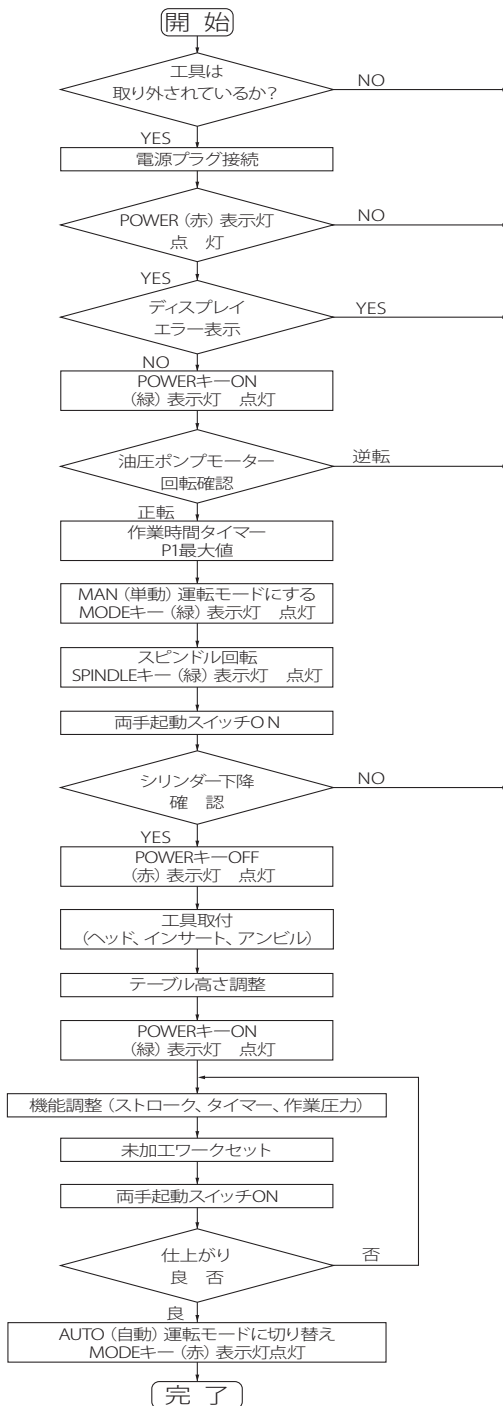 開 始
工具は
取り外されているか?
NO
YES
電源プラグ接続
POWER（赤）表示灯
点 灯
NO
YES
ディスプレイ
エラー表示
YES
NO
POWERキーON
（緑）表示灯 点灯
油圧ポンプモーター
回転確認
逆転
正転
作業時間タイマー
P1最大値
MAN（単動）運転モードにする
MODEキー（緑）表示灯 点灯
スピンドル回転
SPINDLEキー（緑）表示灯 点灯
両手起動スイッチON
シリンダー下降
確 認
NO
YES
POWERキーOFF
（赤）表示灯 点灯
工具取付
（ヘッド、インサート、アンビル）
テーブル高さ調整
POWERキーON
（緑）表示灯 点灯
機能調整（ストローク、タイマー、作業圧力）
未加工ワークセット
両手起動スイッチON
仕上がり
良 否
否
良
AUTO（自動）運転モードに切り替え
MODEキー（赤）表示灯点灯
完 了